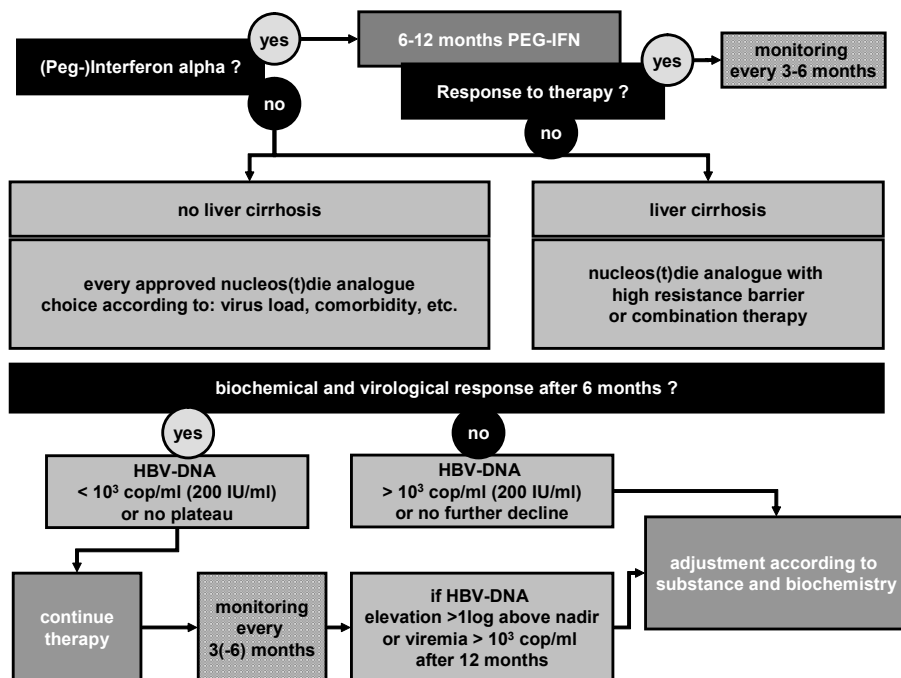 yes
6-12 months PEG-IFN
(Peg-)Interferon alpha ?
yes
monitoring
every 3-6 months
Response to therapy ?
no
no
no liver cirrhosis
liver cirrhosis
every approved nucleos(t)die analogue
choice according to: virus load, comorbidity, etc.
nucleos(t)die analogue with
high resistance barrier
or combination therapy
biochemical and virological response after 6 months ?
yes
no
HBV-DNA
< 10³ cop/ml (200 IU/ml)
or no plateau
HBV-DNA
> 10³ cop/ml (200 IU/ml)
or no further decline
adjustment according to
substance and biochemistry
continue
therapy
monitoring
every
3(-6) months
if HBV-DNA
elevation >1log above nadir
or viremia > 10³ cop/ml
after 12 months